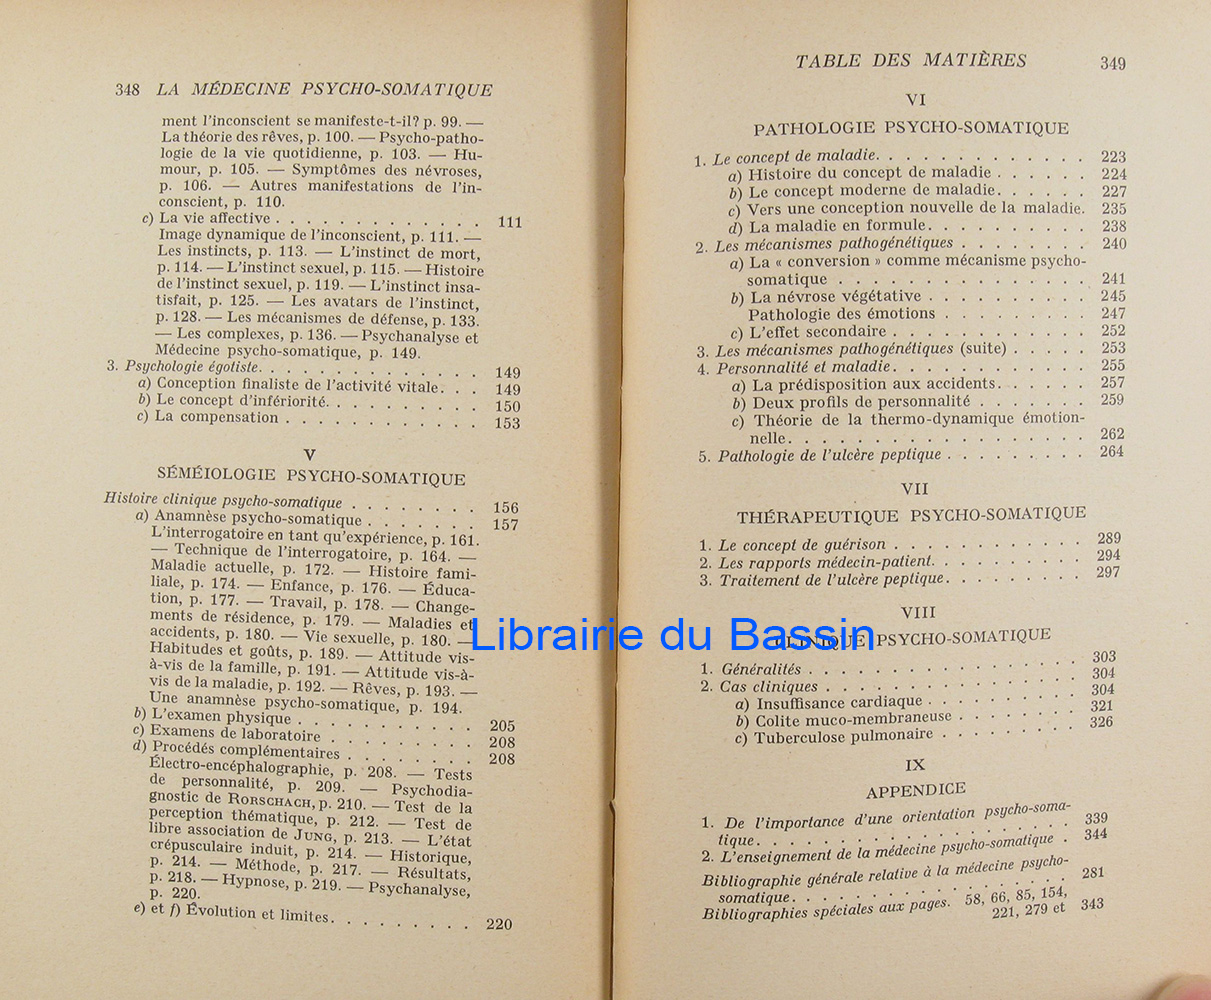 348 LA MÉDECINE PSYCHO-SOMATIQUE
ment l'inconscient se manifeste-t-il? p. 99. —
La théorie des rêves, p. 100. — Psycho-patho-
logie de la vie quotidienne, p. 103. — Hu-
mour, p. 105. — Symptômes des névroses,
p. 106. — Autres manifestations de l'in-
conscient, p. 110.
c) La vie affective . . . . . . . . . . . . . 111
Image dynamique de l'inconscient, p. 111. —
Les instincts, p. 113. — L'instinct de mort,
p. 114. — L'instinct sexuel, p. 115. — Histoire
de l'instinct sexuel, p. 119. — L'instinct insa-
tisfait, p. 125. — Les avatars de l'instinct,
p. 128. — Les mécanismes de défense, p. 133.
— Les complexes, p. 136. — Psychanalyse et
Médecine psycho-somatique, p. 149.
3. Psychologie égotiste. . . . . . . . . . . . . 149
a) Conception finaliste de l'activité vitale. . . 149
b) Le concept d'infériorité. . . . . . . . . . 150
c) La compensation . . . . . . . . . . . . 153
V
SÉMÉIOLOGIE PSYCHO-SOMATIQUE
Histoire clinique psycho-somatique . . . . . . . . 156
a) Anamnèse psycho-somatique . . . . . . . 157
L'interrogatoire en tant qu'expérience, p. 161.
— Technique de l'interrogatoire, p. 164. —
Maladie actuelle, p. 172. — Histoire fami-
liale, p. 174. — Enfance, p. 176. — Éduca-
tion, p. 177. — Travail, p. 178. — Change-
ments de résidence, p. 179. — Maladies et
accidents, p. 180. — Vie sexuelle, p. 180. —
Habitudes et goûts, p. 189. — Attitude vis-
à-vis de la famille, p. 191. — Attitude vis-à-
vis de la maladie, p. 192. — Rêves, p. 193. —
Une anamnèse psycho-somatique, p. 194.
b) L'examen physique . . . . . . . . . . . 205
c) Examens de laboratoire . . . . . . . . . 208
d) Procédés complémentaires . . . . . . . . 208
Électro-encéphalographie, p. 208. — Tests
de personnalité, p. 209. — Psychodia-
gnostic de RORSCHACH, p. 210. — Test de la
perception thématique, p. 212. — Test de
libre association de JUNG, p. 213. — L'état
crépusculaire induit, p. 214. — Historique,
p. 214. — Méthode, p. 217. — Résultats,
p. 218. — Hypnose, p. 219. — Psychanalyse,
p. 220.
e) et f) Évolution et limites. . . . . . . . . 220
TABLE DES MATIÈRES 349
VI
PATHOLOGIE PSYCHO-SOMATIQUE
1. Le concept de maladie. . . . . . . . . . . . . 223
a) Histoire du concept de maladie . . . . . . 224
b) Le concept moderne de maladie. . . . . . 227
c) Vers une conception nouvelle de la maladie. 235
d) La maladie en formule. . . . . . . . . . 238
2. Les mécanismes pathogénétiques . . . . . . . . 240
a) La « conversion » comme mécanisme psycho-
somatique . . . . . . . . . . . . . . . 241
b) La névrose végétative . . . . . . . . . . 245
Pathologie des émotions . . . . . . . . . 247
c) L'effet secondaire . . . . . . . . . . . . 252
3. Les mécanismes pathogénétiques (suite) . . . . . 253
4. Personnalité et maladie. . . . . . . . . . . . 255
a) La prédisposition aux accidents. . . . . . 257
b) Deux profils de personnalité . . . . . . . 259
c) Théorie de la thermo-dynamique émotion-
nelle. . . . . . . . . . . . . . . . . . 262
5. Pathologie de l'ulcère peptique . . . . . . . . . 264
VII
THÉRAPEUTIQUE PSYCHO-SOMATIQUE
1. Le concept de guérison . . . . . . . . . . . . 289
2. Les rapports médecin-patient. . . . . . . . . . 294
3. Traitement de l'ulcère peptique. . . . . . . . . 297
VIII
CLINIQUE PSYCHO-SOMATIQUE
1. Généralités . . . . . . . . . . . . . . . . . 303
2. Cas cliniques . . . . . . . . . . . . . . . . 304
a) Insuffisance cardiaque . . . . . . . . . . 304
b) Colite muco-membraneuse . . . . . . . . 321
c) Tuberculose pulmonaire . . . . . . . . . 326
IX
APPENDICE
1. De l'importance d'une orientation psycho-soma-
tique. . . . . . . . . . . . . . . . . . . 339
2. L'enseignement de la médecine psycho-somatique . 344
Bibliographie générale relative à la médecine psycho-
somatique. . . . . . . . . . . . . . . . . 281
Bibliographies spéciales aux pages. 58, 66, 85, 154,
221, 279 et 343
Librairie du Bassin